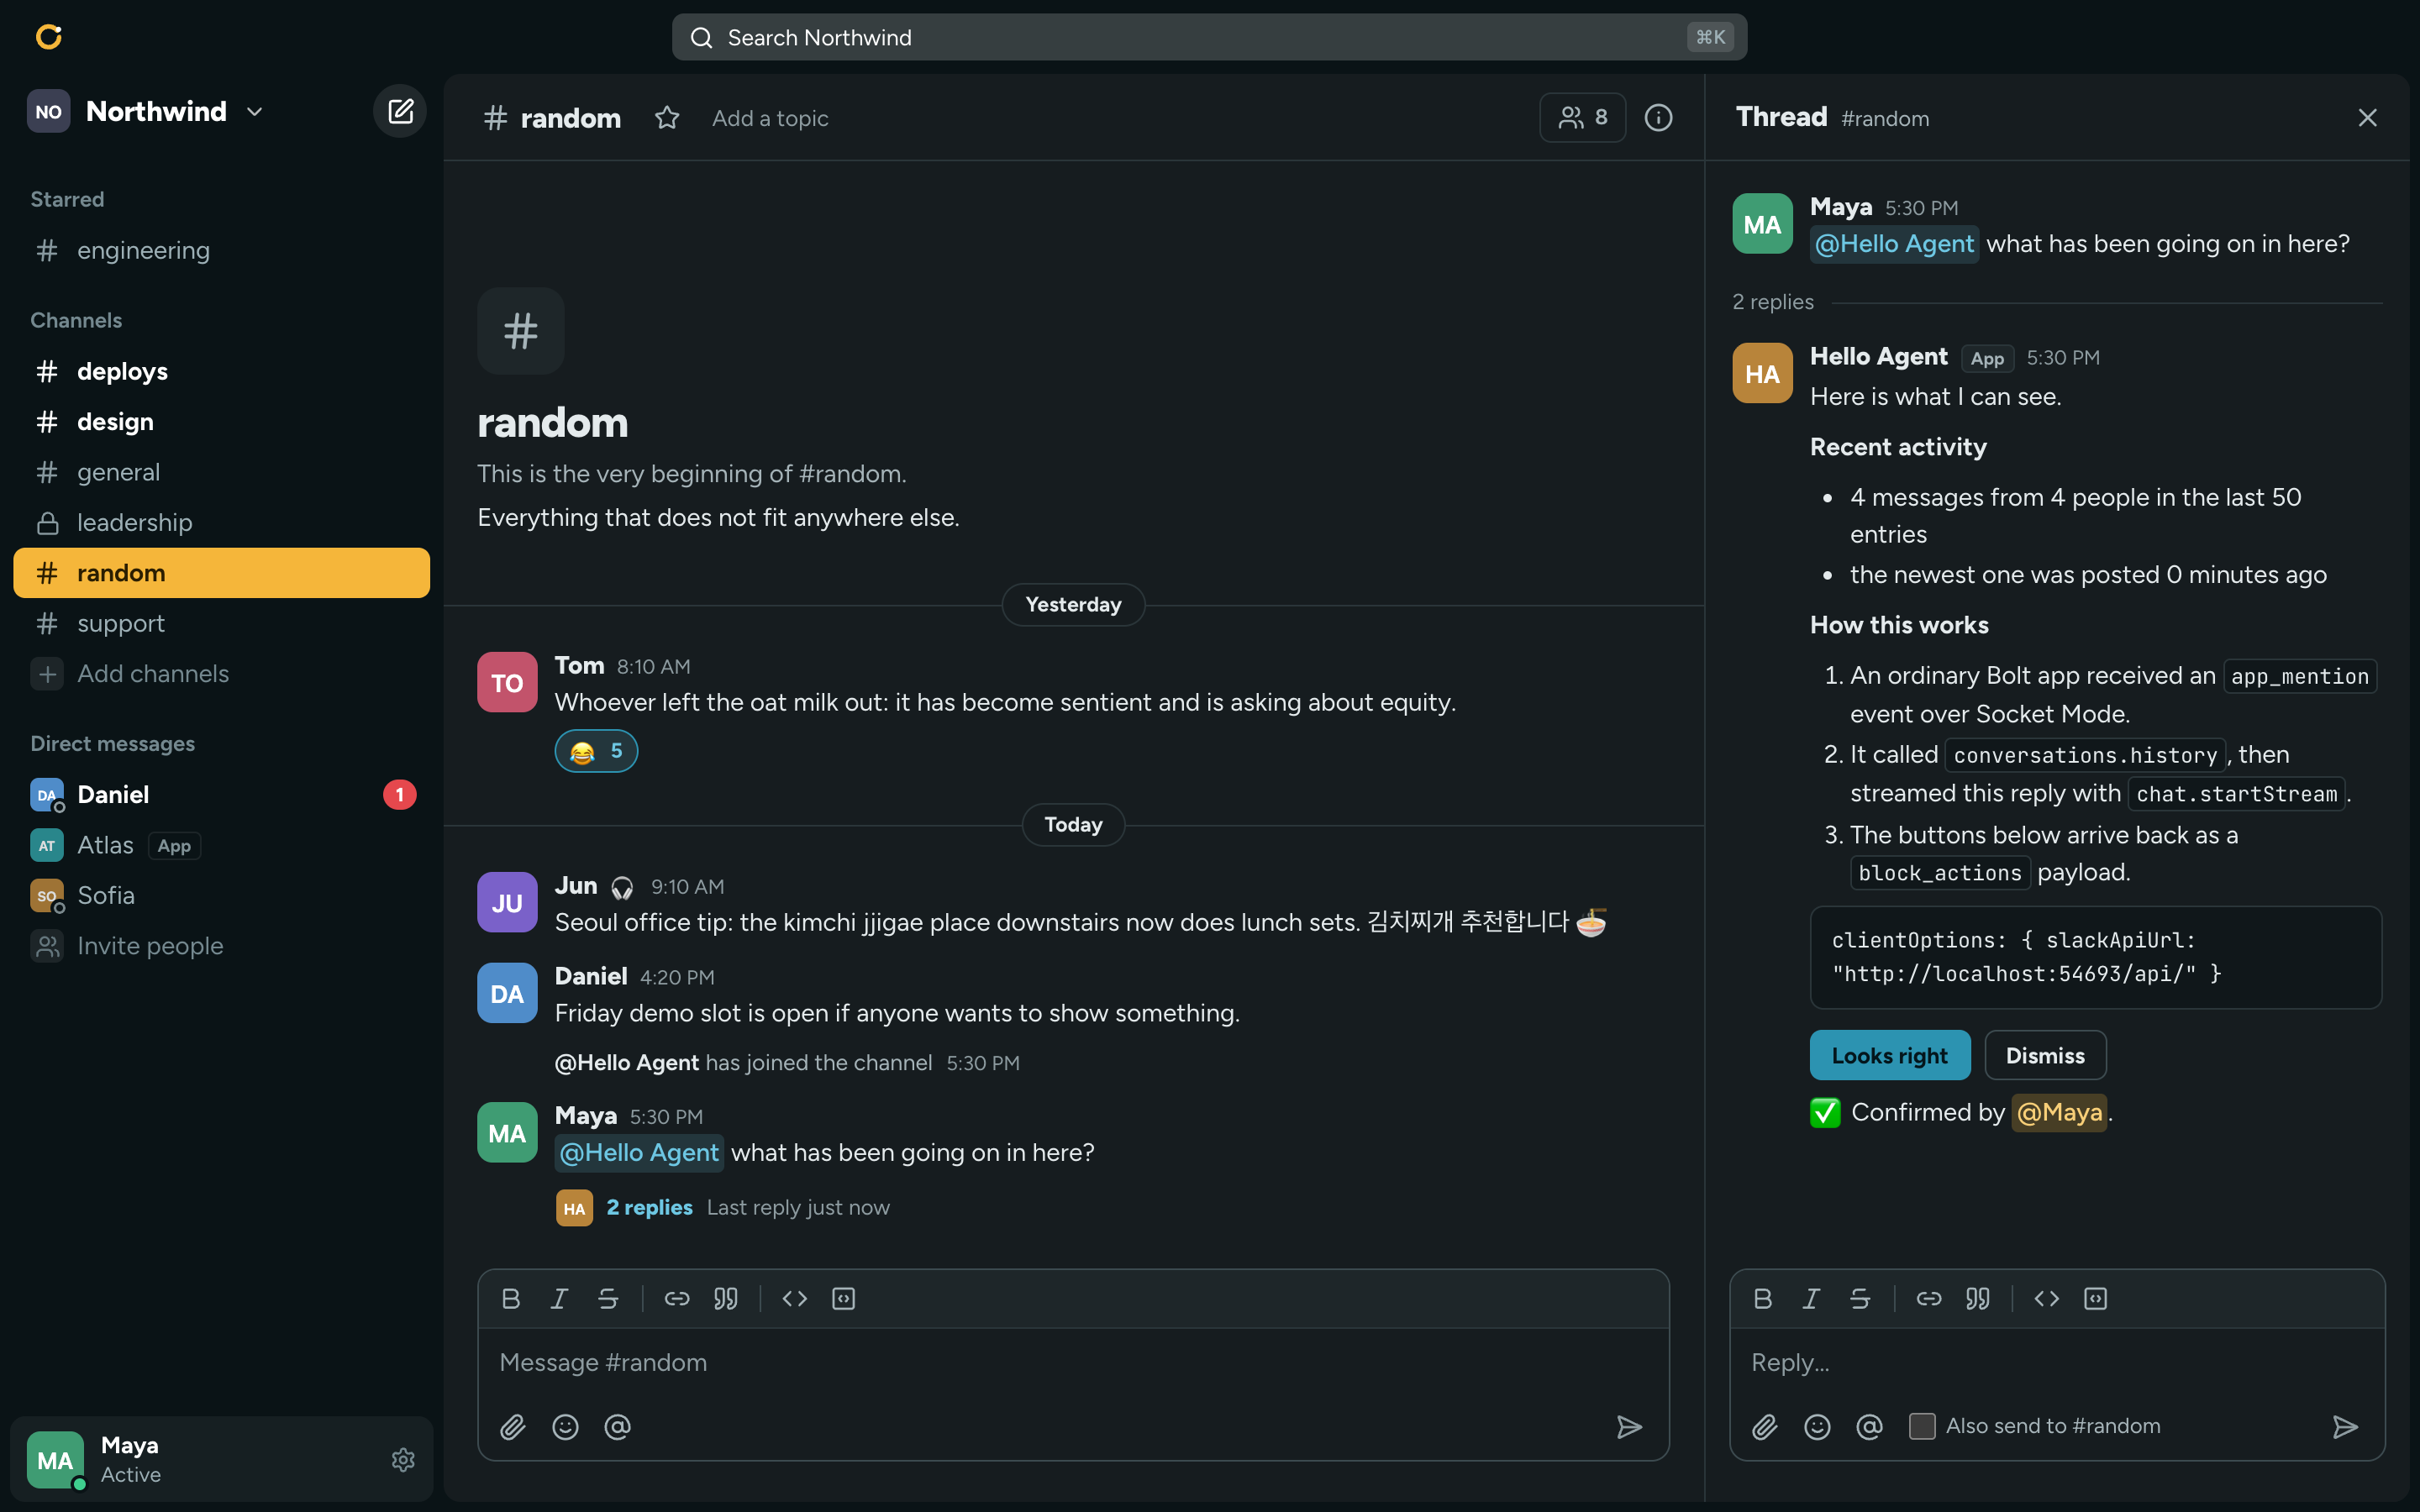 Search Northwind
⌘K
NO
Northwind
Starred
engineering
Channels
deploys
design
general
leadership
random
support
Add channels
Direct messages
DA
Daniel
1
AT
Atlas
App
SO
Sofia
Invite people
MA
Maya
Active
# random
Add a topic
8
#
random
This is the very beginning of #random.
Everything that does not fit anywhere else.
Yesterday
TO
Tom 8:10 AM
Whoever left the oat milk out: it has become sentient and is asking about equity.
😂 5
Today
JU
Jun 🎧 9:10 AM
Seoul office tip: the kimchi jjigae place downstairs now does lunch sets. 김치찌개 추천합니다 🍜
DA
Daniel 4:20 PM
Friday demo slot is open if anyone wants to show something.
@Hello Agent has joined the channel 5:30 PM
MA
Maya 5:30 PM
@Hello Agent what has been going on in here?
HA
2 replies Last reply just now
Message #random
Thread #random
MA
Maya 5:30 PM
@Hello Agent what has been going on in here?
2 replies
HA
Hello Agent App 5:30 PM
Here is what I can see.
Recent activity
• 4 messages from 4 people in the last 50
entries
• the newest one was posted 0 minutes ago
How this works
1. An ordinary Bolt app received an app_mention
event over Socket Mode.
2. It called conversations.history, then
streamed this reply with chat.startStream.
3. The buttons below arrive back as a
block_actions payload.
clientOptions: { slackApiUrl:
"http://localhost:54693/api/" }
Looks right
Dismiss
✅ Confirmed by @Maya.
Reply…
Also send to #random